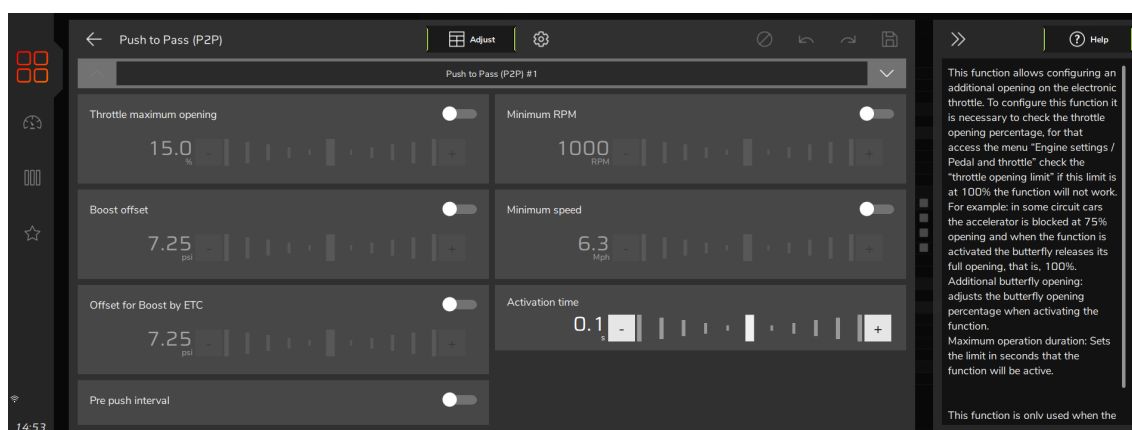 Push to Pass (P2P)
Adjust
Push to Pass (P2P) #1
Throttle maximum opening
15.0
%
-
+
Minimum RPM
1000
RPM
-
+
Boost offset
7.25
psi
-
+
Minimum speed
6.3
Mph
-
+
Offset for Boost by ETC
7.25
psi
-
+
Activation time
0.1
s
-
+
Pre push interval
14:53
? Help
This function allows configuring an
additional opening on the electronic
throttle. To configure this function it
is necessary to check the throttle
opening percentage, for that
access the menu “Engine settings /
Pedal and throttle” check the
“throttle opening limit” if this limit is
at 100% the function will not work.
For example: in some circuit cars
the accelerator is blocked at 75%
opening and when the function is
activated the butterfly releases its
full opening, that is, 100%.
Additional butterfly opening:
adjusts the butterfly opening
percentage when activating the
function.
Maximum operation duration: Sets
the limit in seconds that the
function will be active.
This function is only used when the